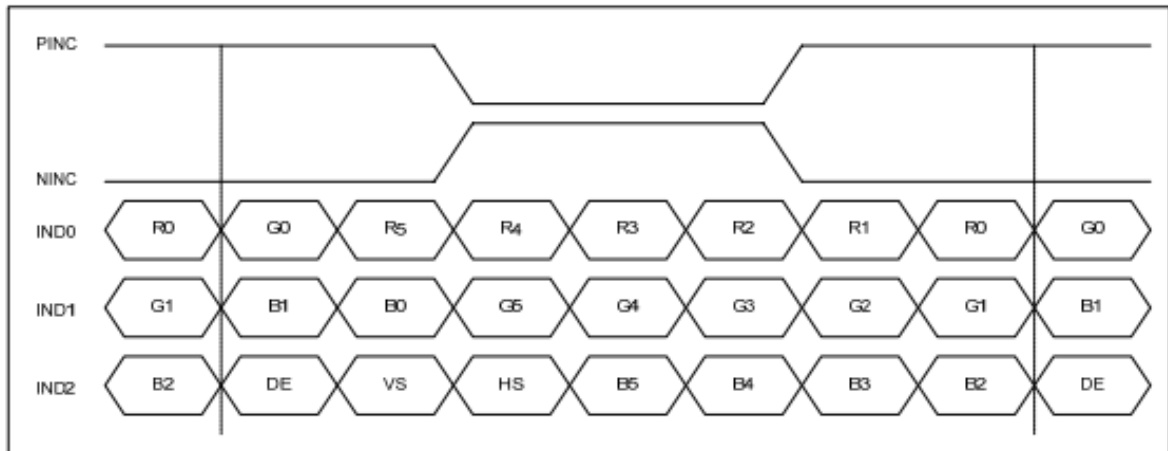 PINC
NINC
IND0 R0 G0 R5 R4 R3 R2 R1 R0 G0
IND1 G1 B1 B0 G5 G4 G3 G2 G1 B1
IND2 B2 DE VS HS B5 B4 B3 B2 DE